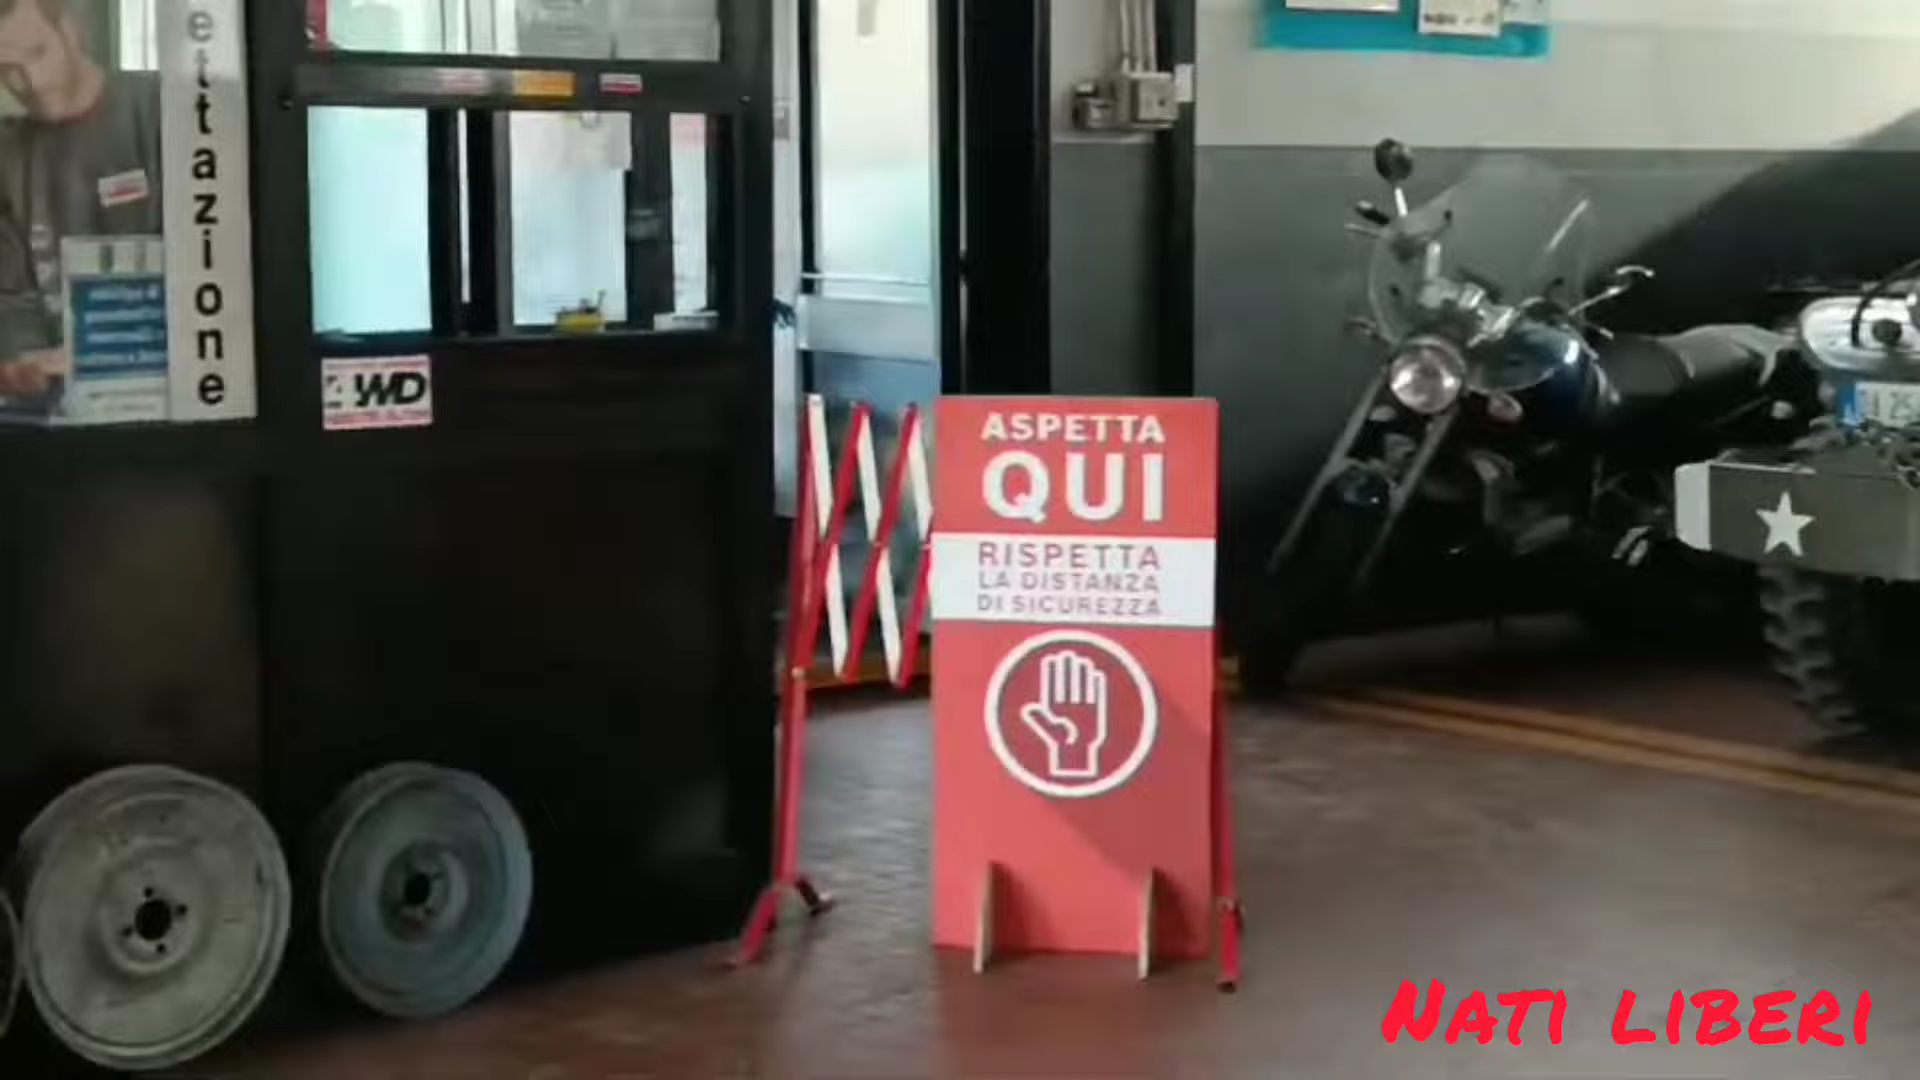 ettazione
4WD
ASPETTA
QUI
RISPETTA
LA DISTANZA
DI SICUREZZA
NATI LIBERI